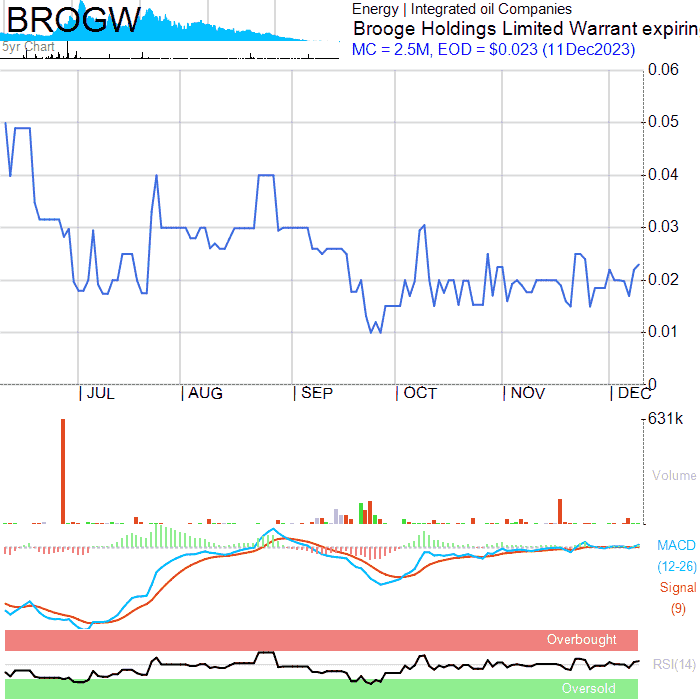 BROGW
5yr Chart
Energy | Integrated oil Companies
Brooge Holdings Limited Warrant expirin
MC = 2.5M, EOD = $0.023 (11Dec2023)
0.06
0.05
0.04
0.03
0.02
0.01
0
| JUL | AUG | SEP | OCT | NOV | DEC
631k
Volume
MACD
(12-26)
Signal
(9)
Overbought
RSI(14)
Oversold